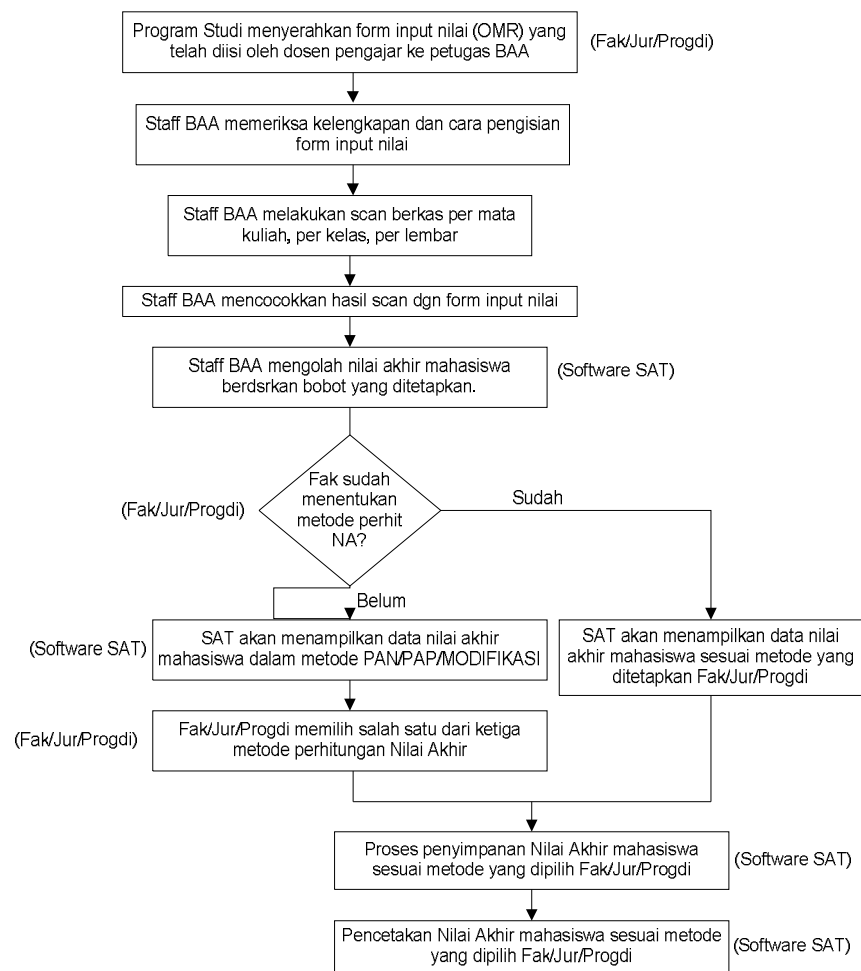 Program Studi menyerahkan form input nilai (OMR) yang
telah diisi oleh dosen pengajar ke petugas BAA
(Fak/Jur/Progdi)
Staff BAA memeriksa kelengkapan dan cara pengisian
form input nilai
Staff BAA melakukan scan berkas per mata
kuliah, per kelas, per lembar
Staff BAA mencocokkan hasil scan dgn form input nilai
Staff BAA mengolah nilai akhir mahasiswa
berdsrkan bobot yang ditetapkan.
(Software SAT)
Fak sudah
menentukan
metode perhit
NA?
(Fak/Jur/Progdi)
Sudah
Belum
(Software SAT)
SAT akan menampilkan data nilai akhir
mahasiswa dalam metode PAN/PAP/MODIFIKASI
SAT akan menampilkan data nilai
akhir mahasiswa sesuai metode yang
ditetapkan Fak/Jur/Progdi
(Fak/Jur/Progdi)
Fak/Jur/Progdi memilih salah satu dari ketiga
metode perhitungan Nilai Akhir
Proses penyimpanan Nilai Akhir mahasiswa
sesuai metode yang dipilih Fak/Jur/Progdi
(Software SAT)
Pencetakan Nilai Akhir mahasiswa sesuai metode
yang dipilih Fak/Jur/Progdi
(Software SAT)